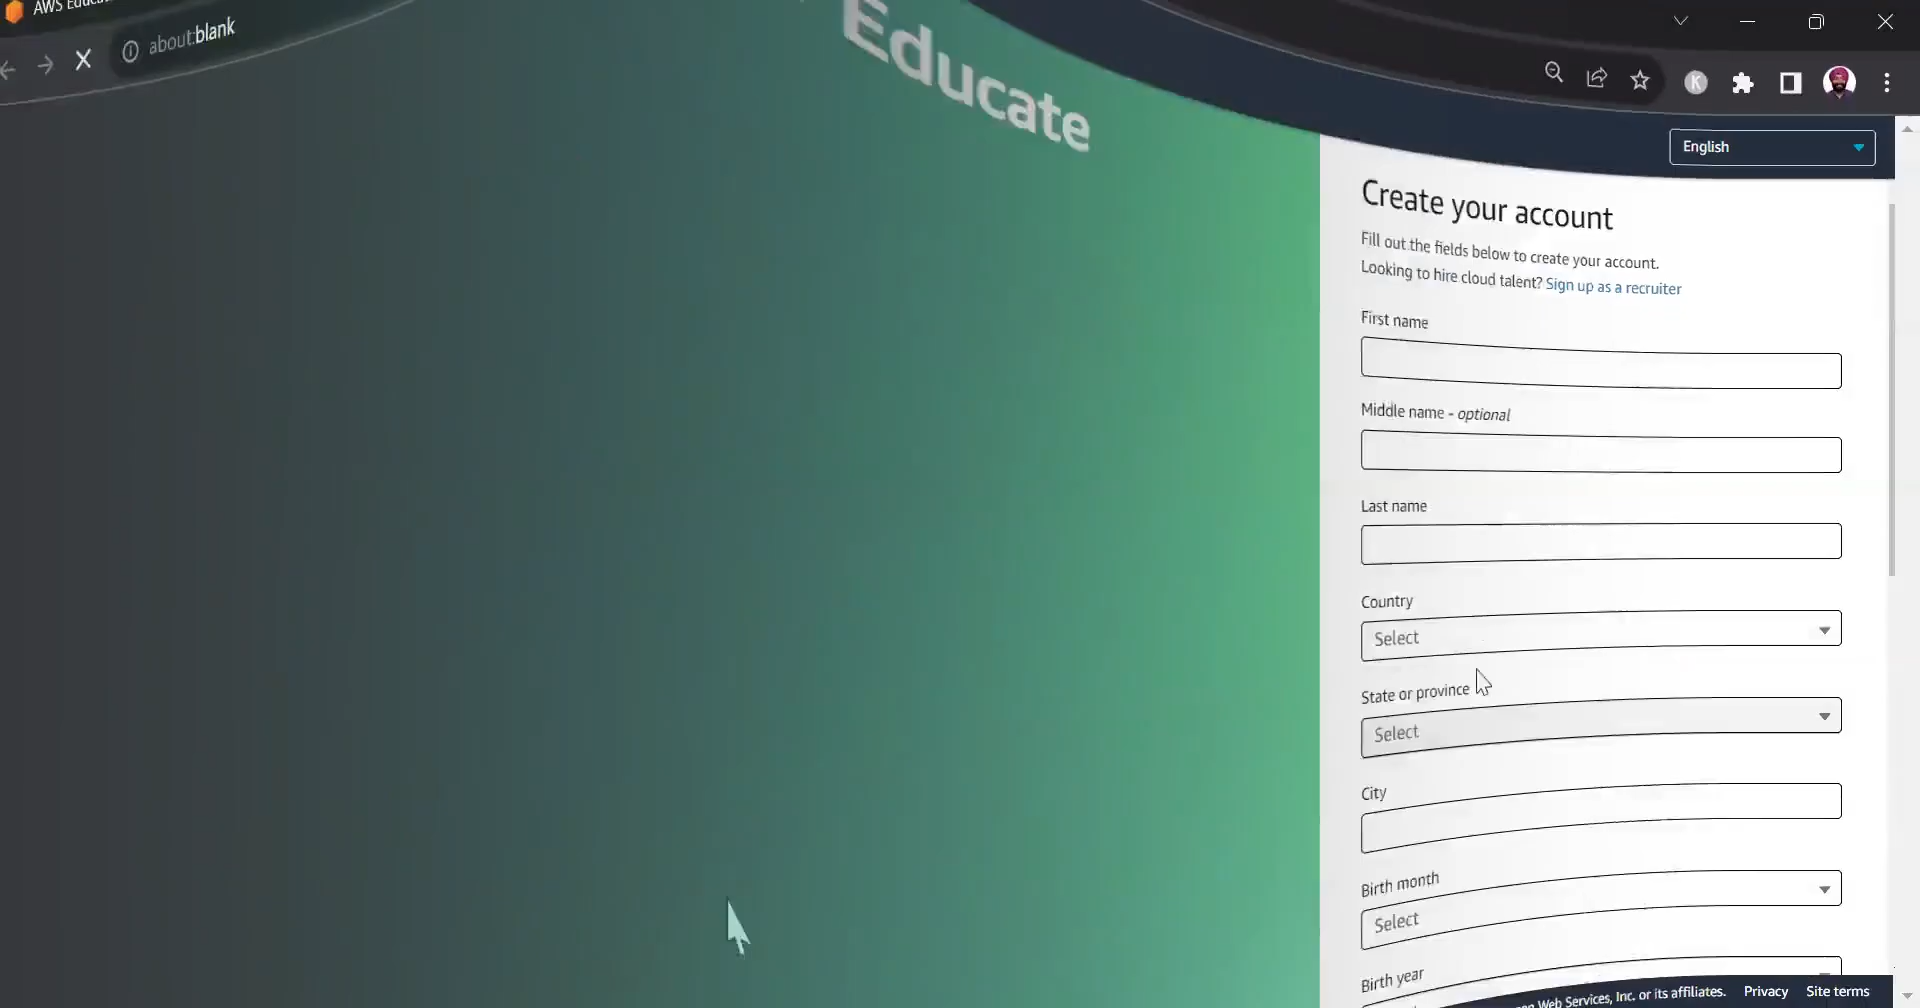 AWS
about:blank
Educate
K
English
Create your account
Fill out the fields below to create your account.
Looking to hire cloud talent? Sign up as a recruiter
First name
Middle name - optional
Last name
Country
Select
State or province
Select
City
Birth month
Select
Birth year
Web Services, Inc. or its affiliates. Privacy Site terms